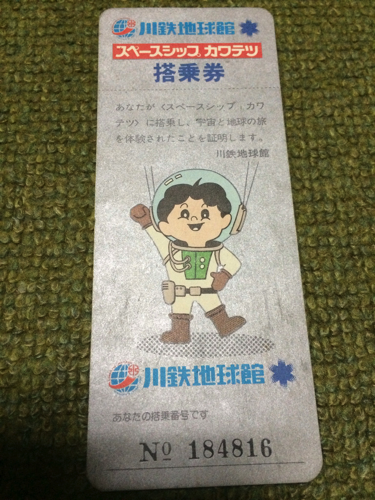 川鉄地球館
スペースシップ カワテツ
搭乗券
あなたが〈スペースシップ,カワ
テツ〉に搭乗し、宇宙と地球の旅
を体験されたことを証明します。
川鉄地球館
川鉄地球館
あなたの搭乗番号です
No 184816